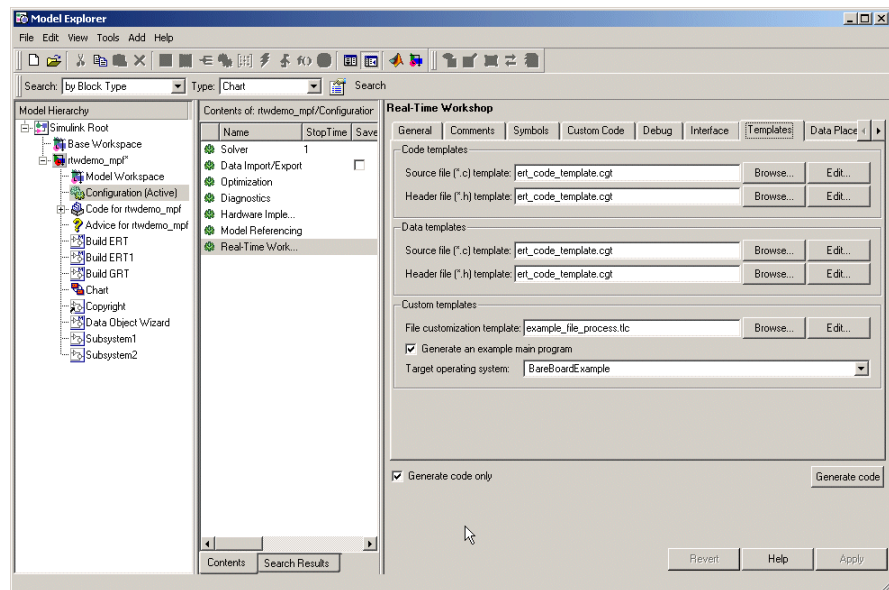 Model Explorer
File Edit View Tools Add Help
Search: by Block Type Type: Chart Search
Model Hierarchy
Simulink Root
Base Workspace
rtwdemo_mpf*
Model Workspace
Configuration (Active)
Code for rtwdemo_mpf
Advice for rtwdemo_mpf
Build ERT
Build ERT1
Build GRT
Chart
Copyright
Data Object Wizard
Subsystem1
Subsystem2
Contents of: rtwdemo_mpf/Configuration
Name StopTime Save
Solver 1
Data Import/Export
Optimization
Diagnostics
Hardware Imple...
Model Referencing
Real-Time Work...
Contents Search Results
Real-Time Workshop
General Comments Symbols Custom Code Debug Interface Templates Data Place
Code templates
Source file (*.c) template: ert_code_template.cgt Browse... Edit...
Header file (*.h) template: ert_code_template.cgt Browse... Edit...
Data templates
Source file (*.c) template: ert_code_template.cgt Browse... Edit...
Header file (*.h) template: ert_code_template.cgt Browse... Edit...
Custom templates
File customization template: example_file_process.tlc Browse... Edit...
Generate an example main program
Target operating system: BareBoardExample
Generate code only Generate code
Revert Help Apply